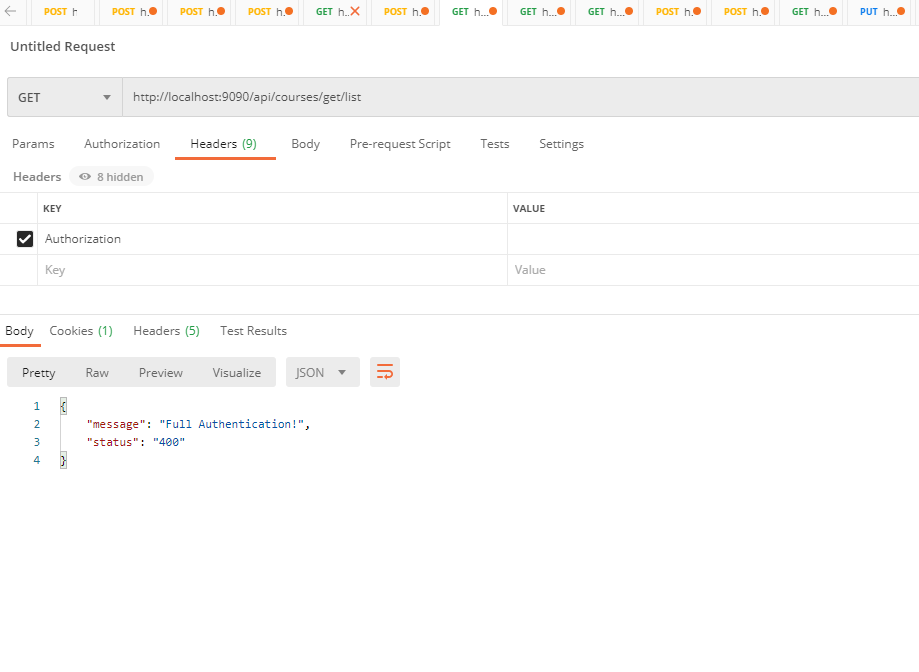 POST h POST h. POST h. POST h. GET h.. POST h. GET h... GET h... GET h... POST h. POST h. GET h... PUT h...
Untitled Request
GET http://localhost:9090/api/courses/get/list
Params Authorization Headers (9) Body Pre-request Script Tests Settings
Headers 8 hidden
KEY VALUE
Authorization
Key Value
Body Cookies (1) Headers (5) Test Results
Pretty Raw Preview Visualize JSON
1 {
2 "message": "Full Authentication!",
3 "status": "400"
4 }